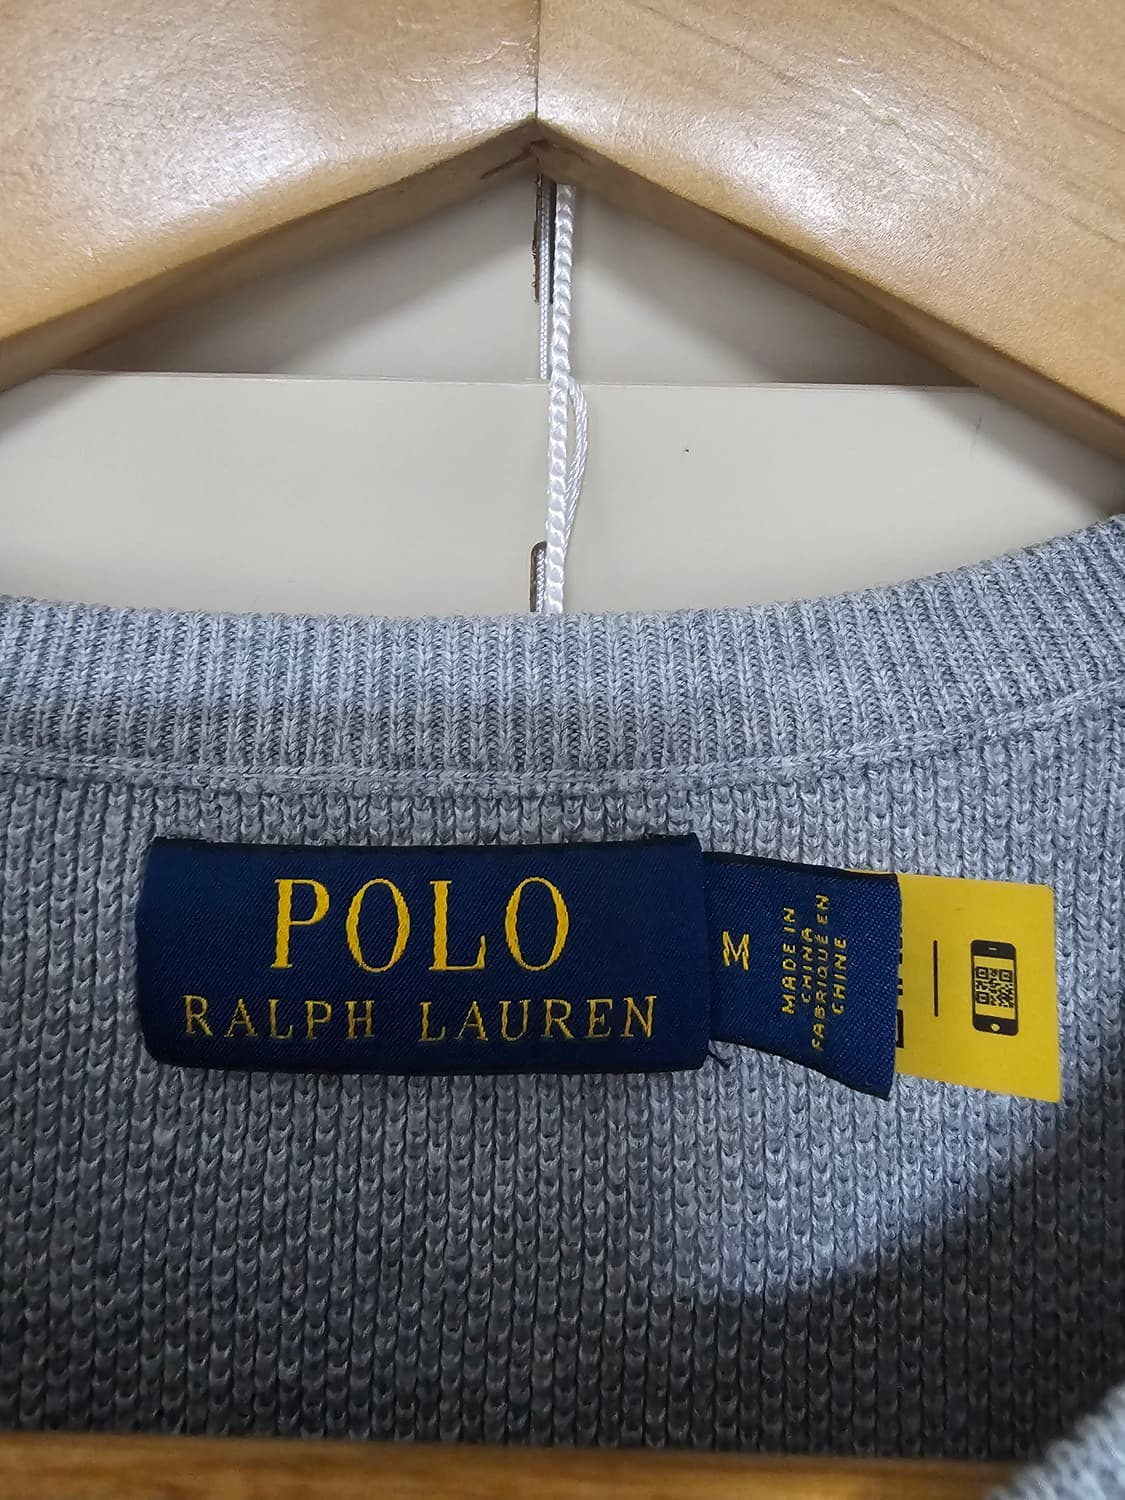 POLO
RALPH LAUREN
M
MADE IN
CHINA
FABRIQUÉ EN
CHINE